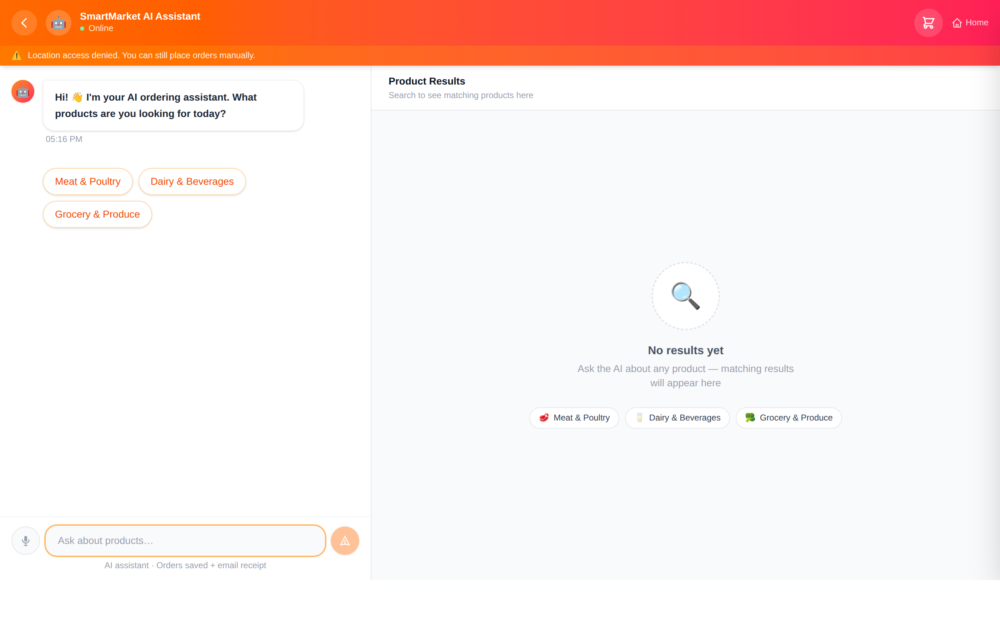 SmartMarket AI Assistant
Online
Home
Location access denied. You can still place orders manually.
Hi! 👋 I'm your AI ordering assistant. What
products are you looking for today?
05:16 PM
Meat & Poultry
Dairy & Beverages
Grocery & Produce
Ask about products…
AI assistant · Orders saved + email receipt
Product Results
Search to see matching products here
No results yet
Ask the AI about any product — matching results
will appear here
Meat & Poultry
Dairy & Beverages
Grocery & Produce